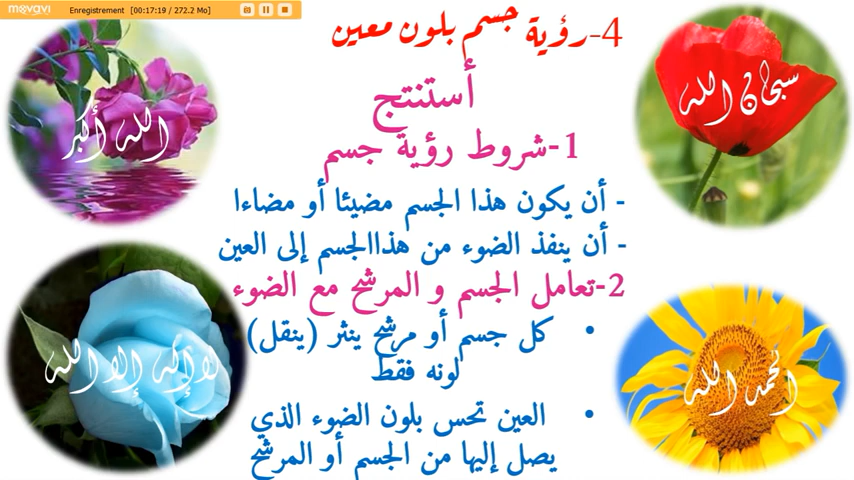 movavi
Enregistrement [00:17:19 / 272.2 Mo]
4-رؤية جسم بلون معين
أستنتج
1-شروط رؤية جسم
- أن يكون هذا الجسم مضيئا أو مضاءا
- أن ينفذ الضوء من هذاالجسم إلى العين
2-تعامل الجسم و المرشح مع الضوء
• كل جسم أو مرشح ينثر (ينقل)
لونه فقط
• العين تحس بلون الضوء الذي
يصل إليها من الجسم أو المرشح
الله أكبر
سبحان الله
لاإله إلا الله
الحمد الله